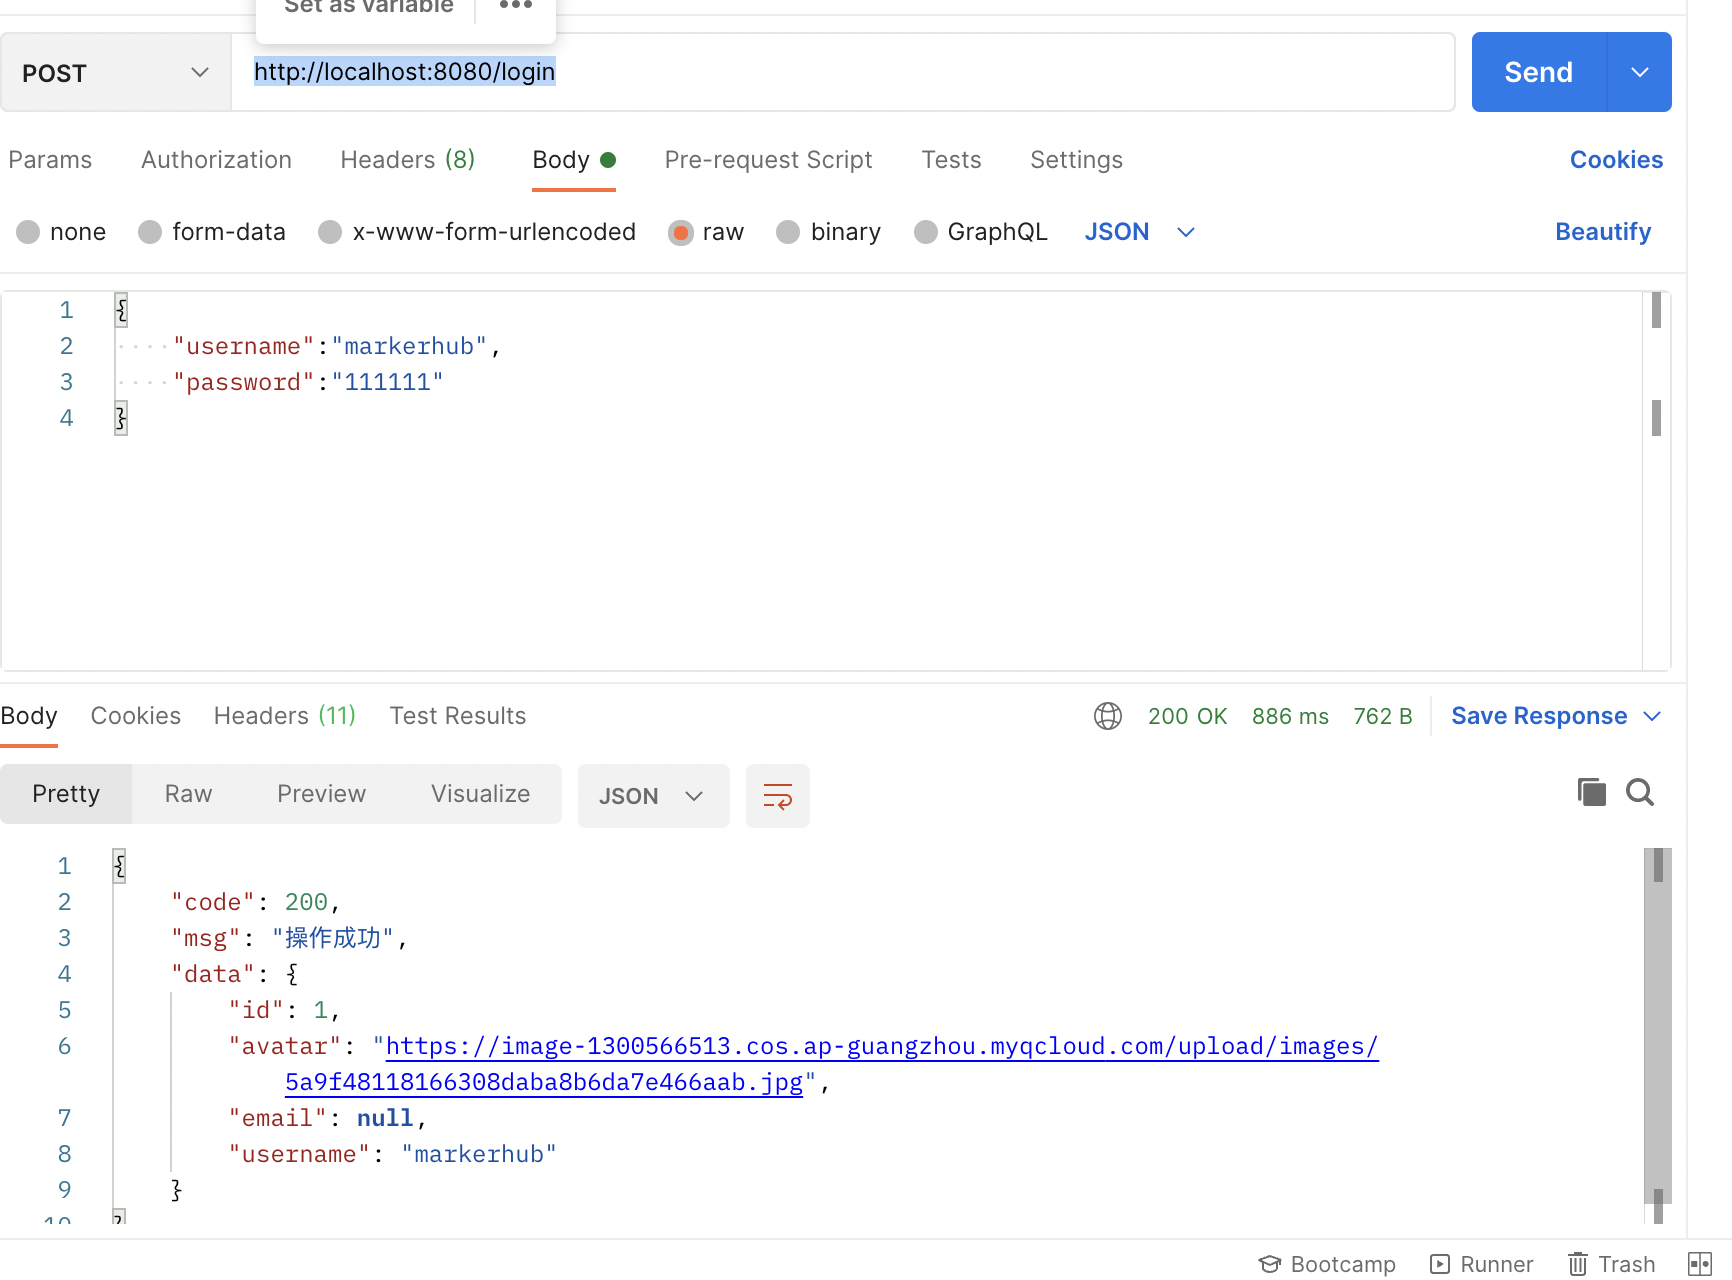 Set as variable
POST http://localhost:8080/login Send
Params Authorization Headers (8) Body Pre-request Script Tests Settings Cookies
none form-data x-www-form-urlencoded raw binary GraphQL JSON Beautify
1 {
2 "username":"markerhub",
3 "password":"111111"
4 }
Body Cookies Headers (11) Test Results 200 OK 886 ms 762 B Save Response
Pretty Raw Preview Visualize JSON
1 {
2 "code": 200,
3 "msg": "操作成功",
4 "data": {
5 "id": 1,
6 "avatar": "https://image-1300566513.cos.ap-guangzhou.myqcloud.com/upload/images/
5a9f48118166308daba8b6da7e466aab.jpg",
7 "email": null,
8 "username": "markerhub"
9 }
10 }
Bootcamp Runner Trash